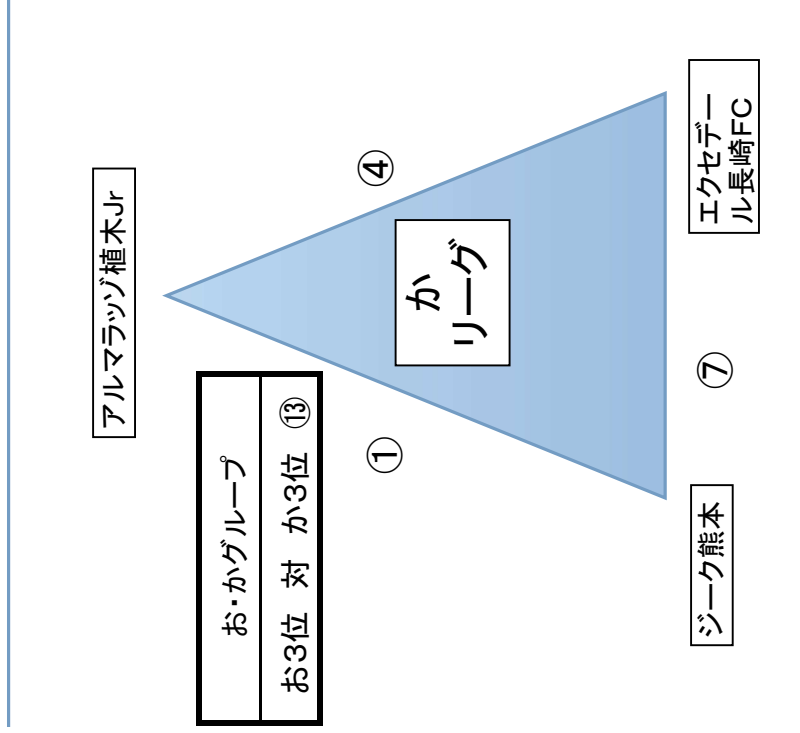 アルマラッゾ植木Jr
お・かグループ
お3位 対 か3位 ⑬
①
④
か
リーグ
ジーク熊本
⑦
エクセデー
ル長崎FC